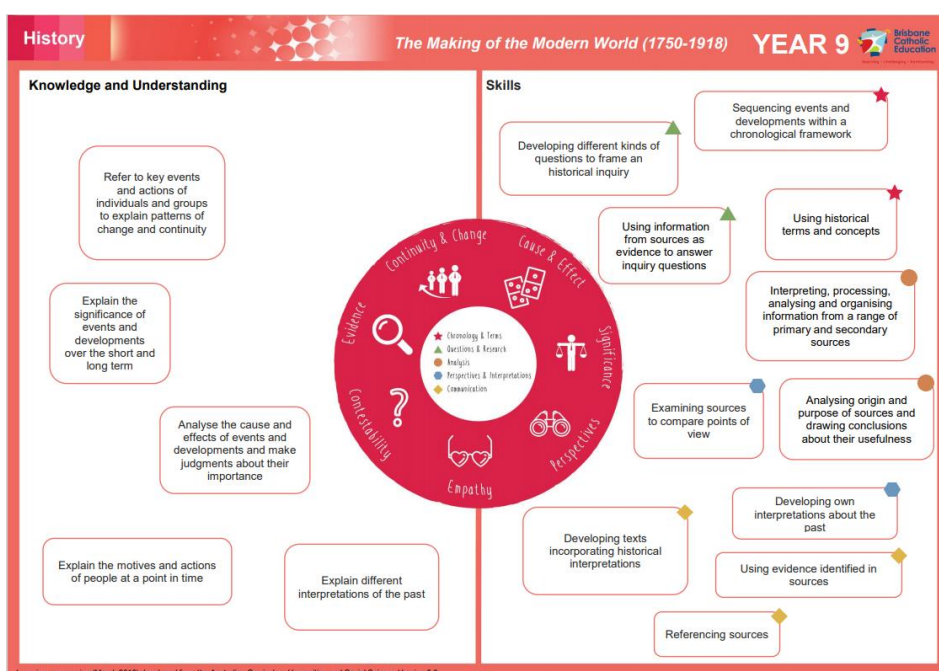 History
The Making of the Modern World (1750-1918)
YEAR 9
Brisbane
Catholic
Education
Knowledge and Understanding
Refer to key events
and actions of
individuals and groups
to explain patterns of
change and continuity
Explain the
significance of
events and
developments
over the short and
long term
Analyse the cause and
effects of events and
developments and make
judgments about their
importance
Explain the motives and actions
of people at a point in time
Explain different
interpretations of the past
Continuity & Change
Cause & Effect
Significance
Perspectives
Empathy
Contestability
Evidence
Chronology & Terms
Questions & Research
Analysis
Perspectives & Interpretations
Communication
Skills
Sequencing events and
developments within a
chronological framework
Developing different kinds of
questions to frame an
historical inquiry
Using information
from sources as
evidence to answer
inquiry questions
Using historical
terms and concepts
Interpreting, processing,
analysing and organising
information from a range of
primary and secondary
sources
Examining sources
to compare points of
view
Analysing origin and
purpose of sources and
drawing conclusions
about their usefulness
Developing own
interpretations about the
past
Developing texts
incorporating historical
interpretations
Using evidence identified in
sources
Referencing sources